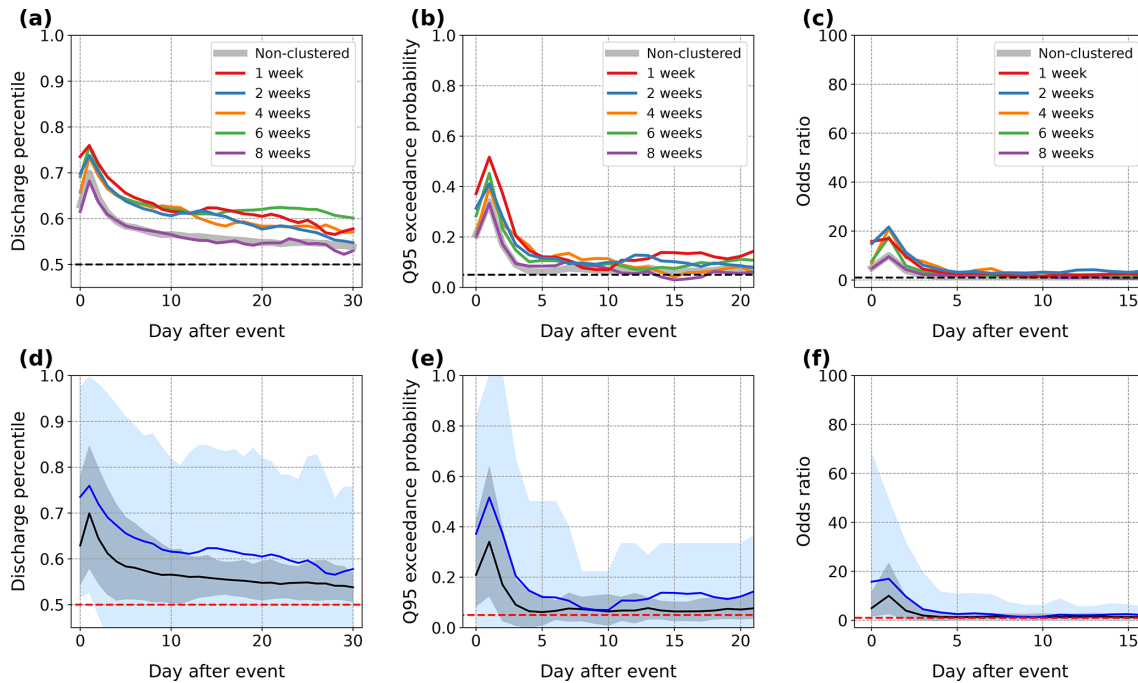 (a)
1.0
0.9
0.8
0.7
0.6
0.5
Discharge percentile
0
10
20
30
Day after event
Non-clustered
1 week
2 weeks
4 weeks
6 weeks
8 weeks
(b)
1.0
0.8
0.6
0.4
0.2
0.0
Q95 exceedance probability
0
5
10
15
20
Day after event
Non-clustered
1 week
2 weeks
4 weeks
6 weeks
8 weeks
(c)
100
80
60
40
20
0
Odds ratio
0
5
10
15
Day after event
Non-clustered
1 week
2 weeks
4 weeks
6 weeks
8 weeks
(d)
1.0
0.9
0.8
0.7
0.6
0.5
Discharge percentile
0
10
20
30
Day after event
(e)
1.0
0.8
0.6
0.4
0.2
0.0
Q95 exceedance probability
0
5
10
15
20
Day after event
(f)
100
80
60
40
20
0
Odds ratio
0
5
10
15
Day after event